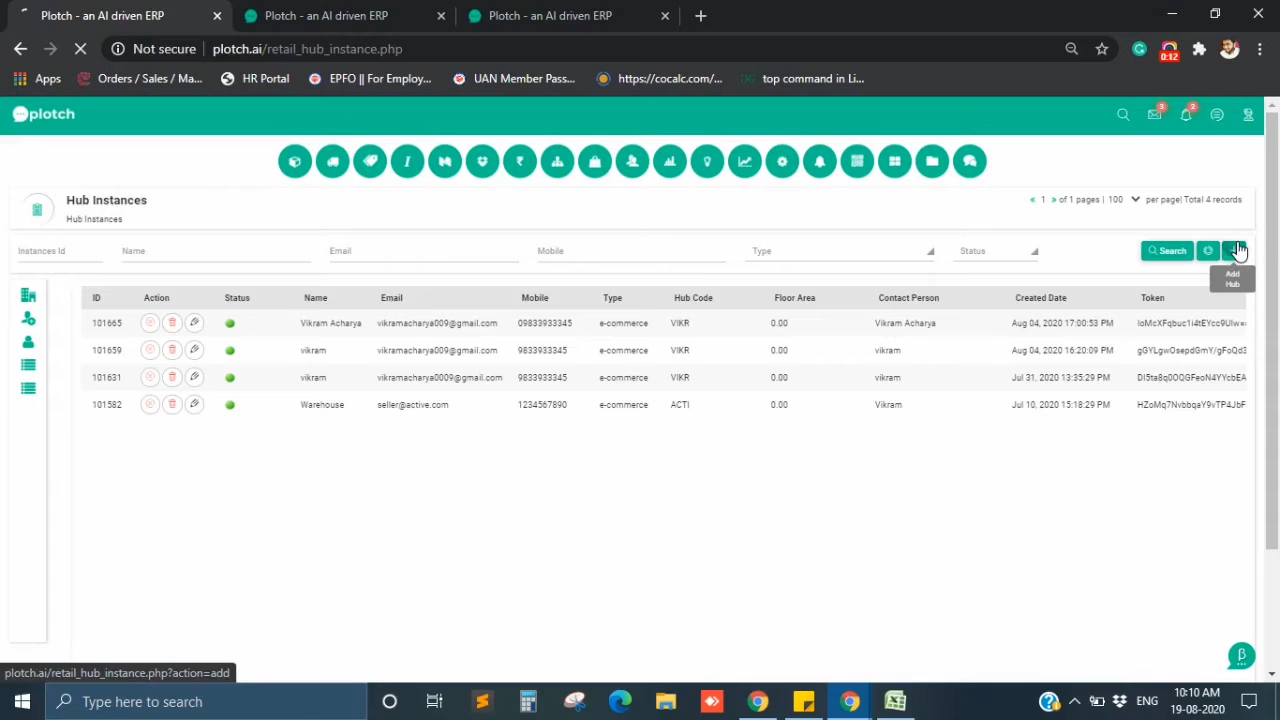 Plotch - an AI driven ERP
Plotch - an AI driven ERP
Plotch - an AI driven ERP
Not secure
plotch.ai/retail_hub_instance.php
0:12
Apps
Orders / Sales / Ma...
HR Portal
EPFO || For Employ...
UAN Member Pass...
https://cocalc.com/...
top command in Li...
plotch
3
2
Hub Instances
Hub Instances
« 1 » of 1 pages | 100 per page| Total 4 records
Instances Id Name Email Mobile Type Status Search
Add
Hub
ID Action Status Name Email Mobile Type Hub Code Floor Area Contact Person Created Date Token
101665 Vikram Acharya vikramacharya009@gmail.com 09833933345 e-commerce VIKR 0.00 Vikram Acharya Aug 04, 2020 17:00:53 PM
101659 vikram vikramacharya009@gmail.com 9833933345 e-commerce VIKR 0.00 vikram Aug 04, 2020 16:20:09 PM
101631 vikram vikramacharya0009@gmail.com 9833933345 e-commerce VIKR 0.00 vikram Jul 31, 2020 13:35:29 PM
101582 Warehouse seller@active.com 1234567890 e-commerce ACTI 0.00 Vikram Jul 10, 2020 15:18:29 PM
plotch.ai/retail_hub_instance.php?action=add
Type here to search
ENG
10:10 AM
19-08-2020